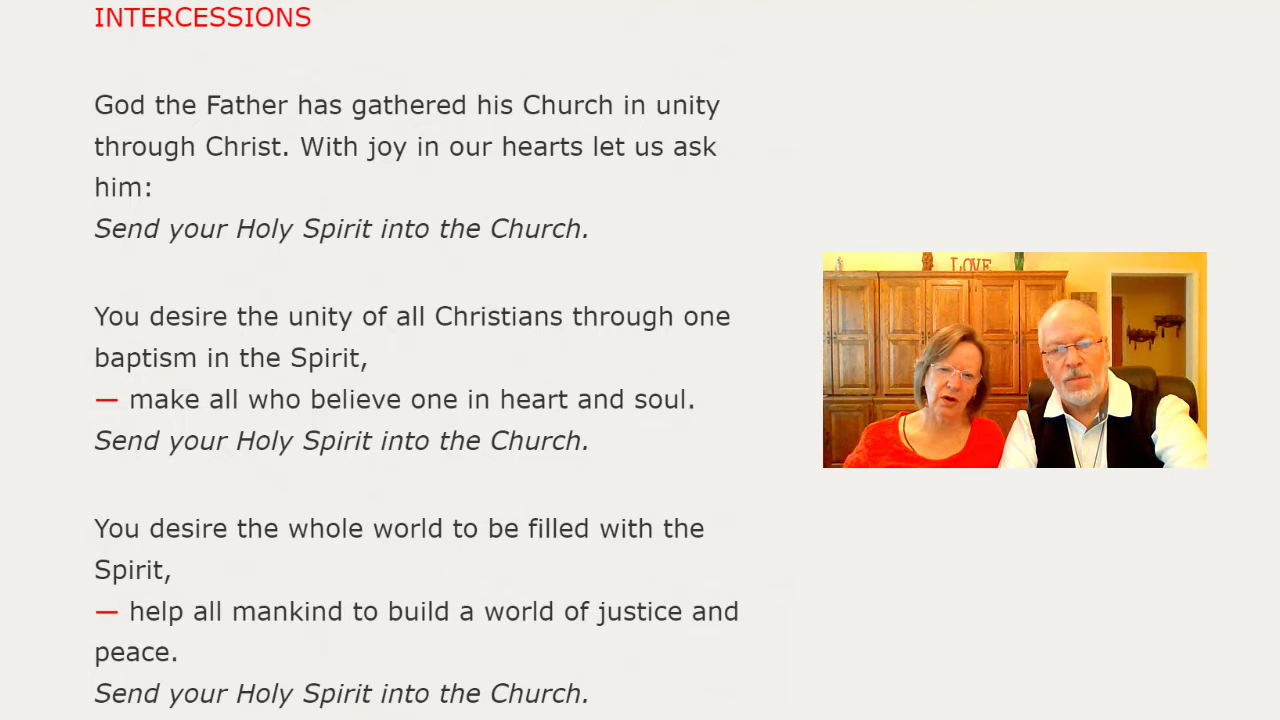 INTERCESSIONS
God the Father has gathered his Church in unity
through Christ. With joy in our hearts let us ask
him:
Send your Holy Spirit into the Church.
You desire the unity of all Christians through one
baptism in the Spirit,
— make all who believe one in heart and soul.
Send your Holy Spirit into the Church.
You desire the whole world to be filled with the
Spirit,
— help all mankind to build a world of justice and
peace.
Send your Holy Spirit into the Church.
LOVE